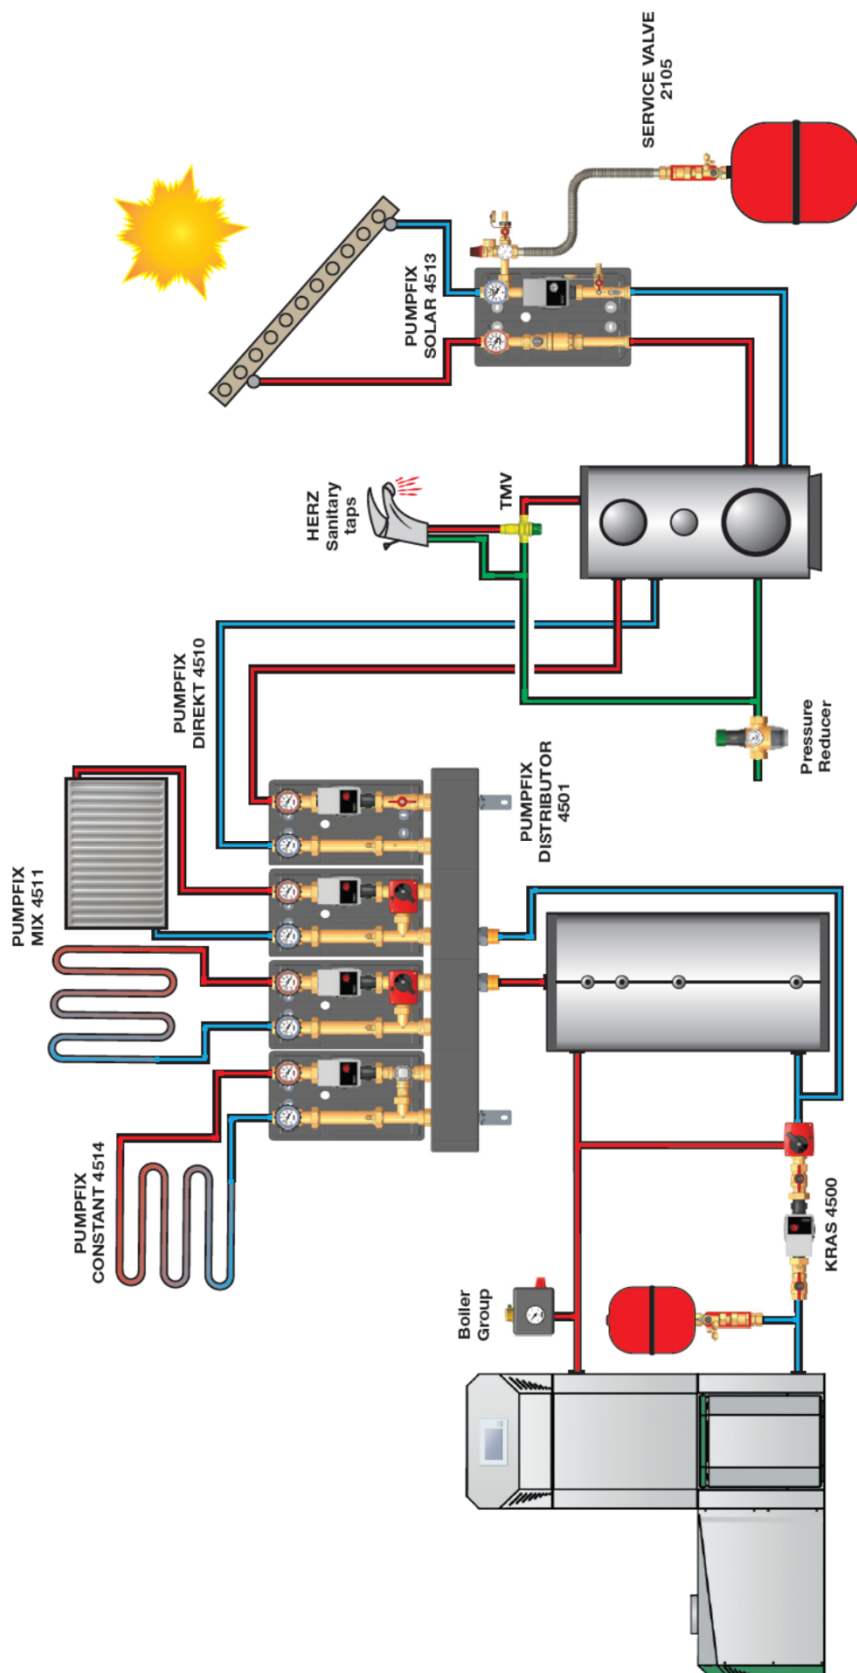 Boiler
Group
KRAS 4500
PUMPFIX
CONSTANT 4514
PUMPFIX
MIX 4511
PUMPFIX
DIREKT 4510
PUMPFIX
DISTRIBUTOR
4501
HERZ
Sanitary
taps
TMV
Pressure
Reducer
PUMPFIX
SOLAR 4513
SERVICE VALVE
2105